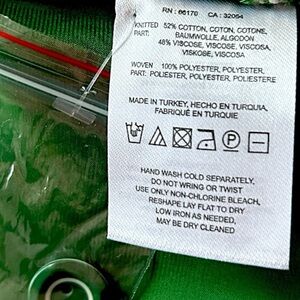 RN : 66170 CA : 32054
KNITTED 52% COTTON, COTON, COTONE,
PART: BAUMWOLLE, ALGODON
48% VISCOSE, VISCOSE, VISCOSA,
VISKOSE, VISCOSA
WOVEN 100% POLYESTER, POLYESTER,
PART: POLIESTER, POLYESTER, POLIESTERE
MADE IN TURKEY, HECHO EN TURQUIA,
FABRIQUÉ EN TURQUIE
P
HAND WASH COLD SEPARATELY,
DO NOT WRING OR TWIST
USE ONLY NON-CHLORINE BLEACH,
RESHAPE LAY FLAT TO DRY
LOW IRON AS NEEDED,
MAY BE DRY CLEANED